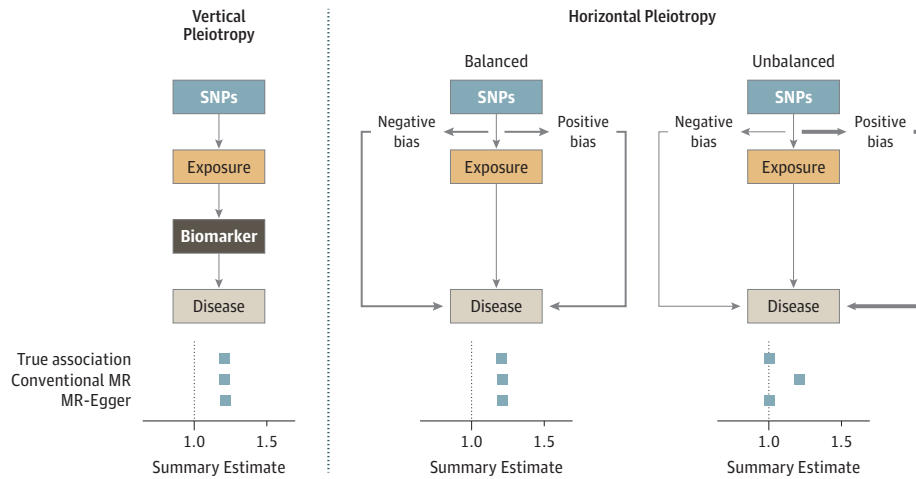 Vertical
Pleiotropy
SNPs
Exposure
Biomarker
Disease
Horizontal Pleiotropy
Balanced
SNPs
Negative
bias
Positive
bias
Exposure
Disease
Unbalanced
SNPs
Negative
bias
Positive
bias
Exposure
Disease
True association
Conventional MR
MR-Egger
1.0 1.5
Summary Estimate
1.0 1.5
Summary Estimate
1.0 1.5
Summary Estimate